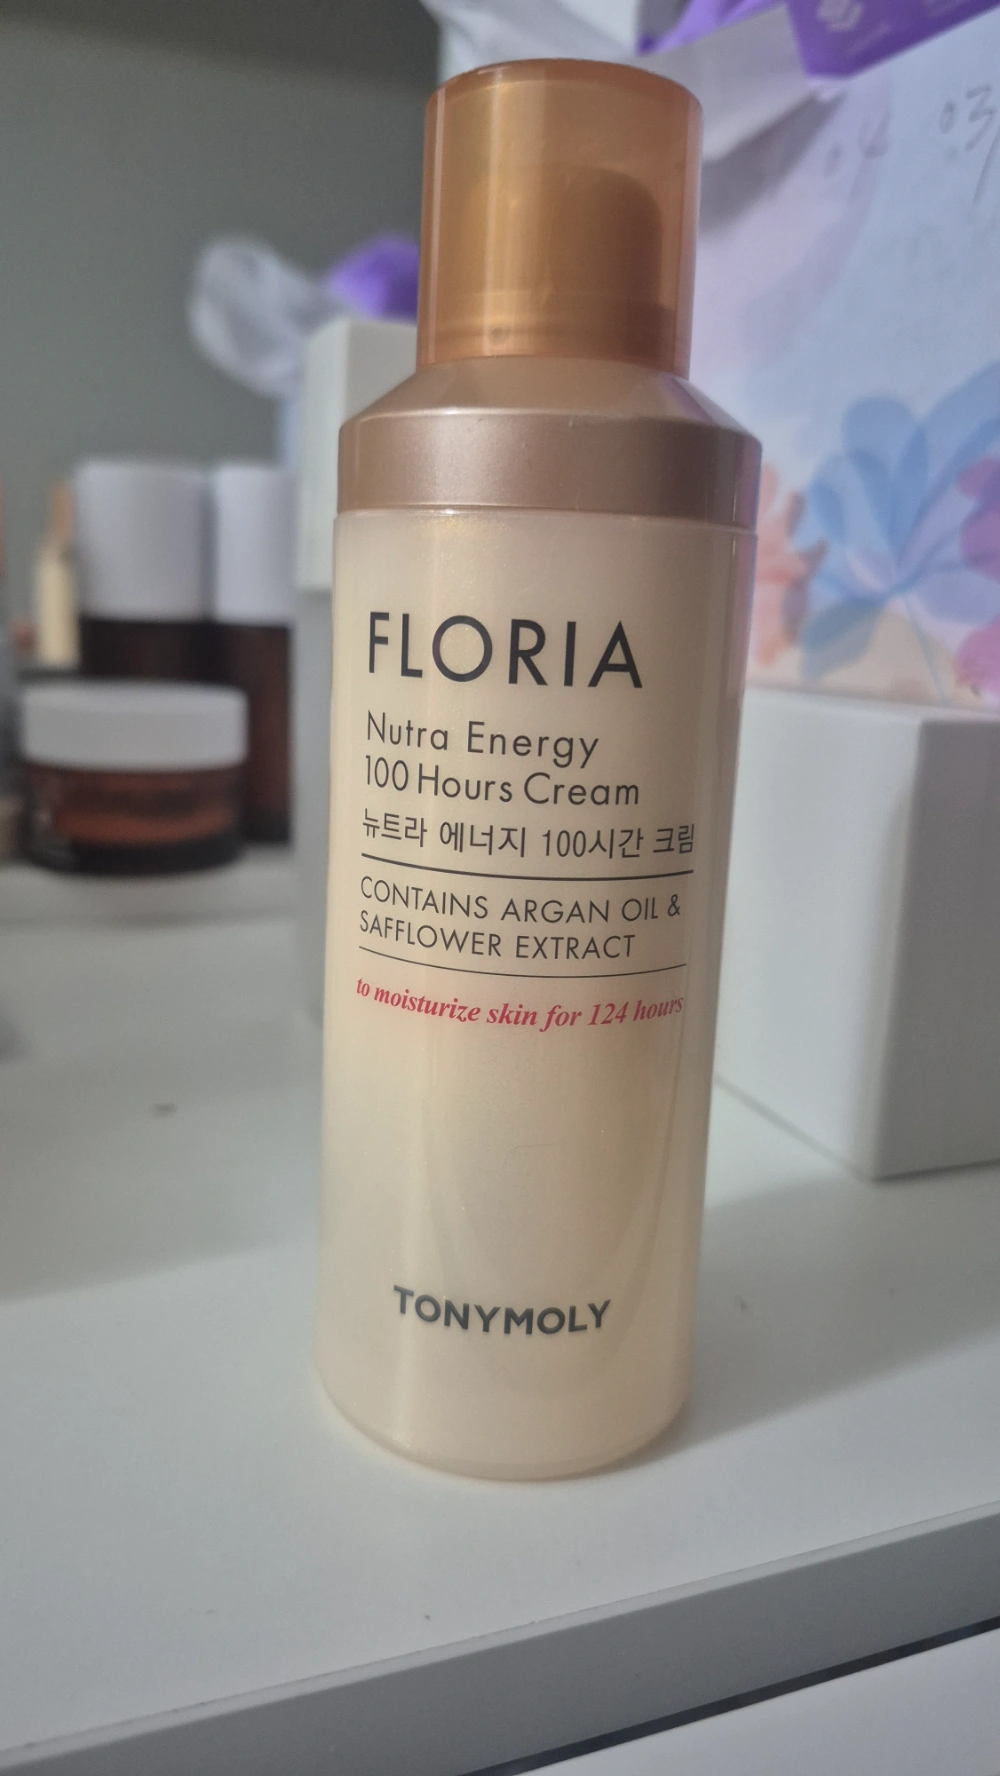 FLORIA
Nutra Energy
100 Hours Cream
뉴트라 에너지 100시간 크림
CONTAINS ARGAN OIL &
SAFFLOWER EXTRACT
to moisturize skin for 124 hours
TONYMOLY